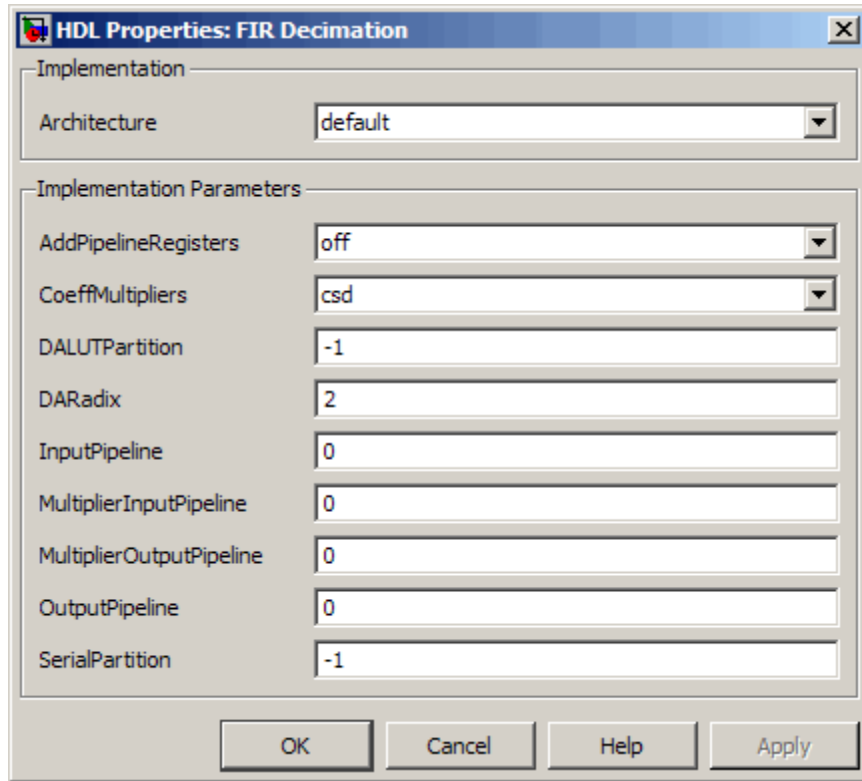 HDL Properties: FIR Decimation
Implementation
Architecture default
Implementation Parameters
AddPipelineRegisters off
CoeffMultipliers csd
DALUTPartition -1
DARadix 2
InputPipeline 0
MultiplierInputPipeline 0
MultiplierOutputPipeline 0
OutputPipeline 0
SerialPartition -1
OK Cancel Help Apply